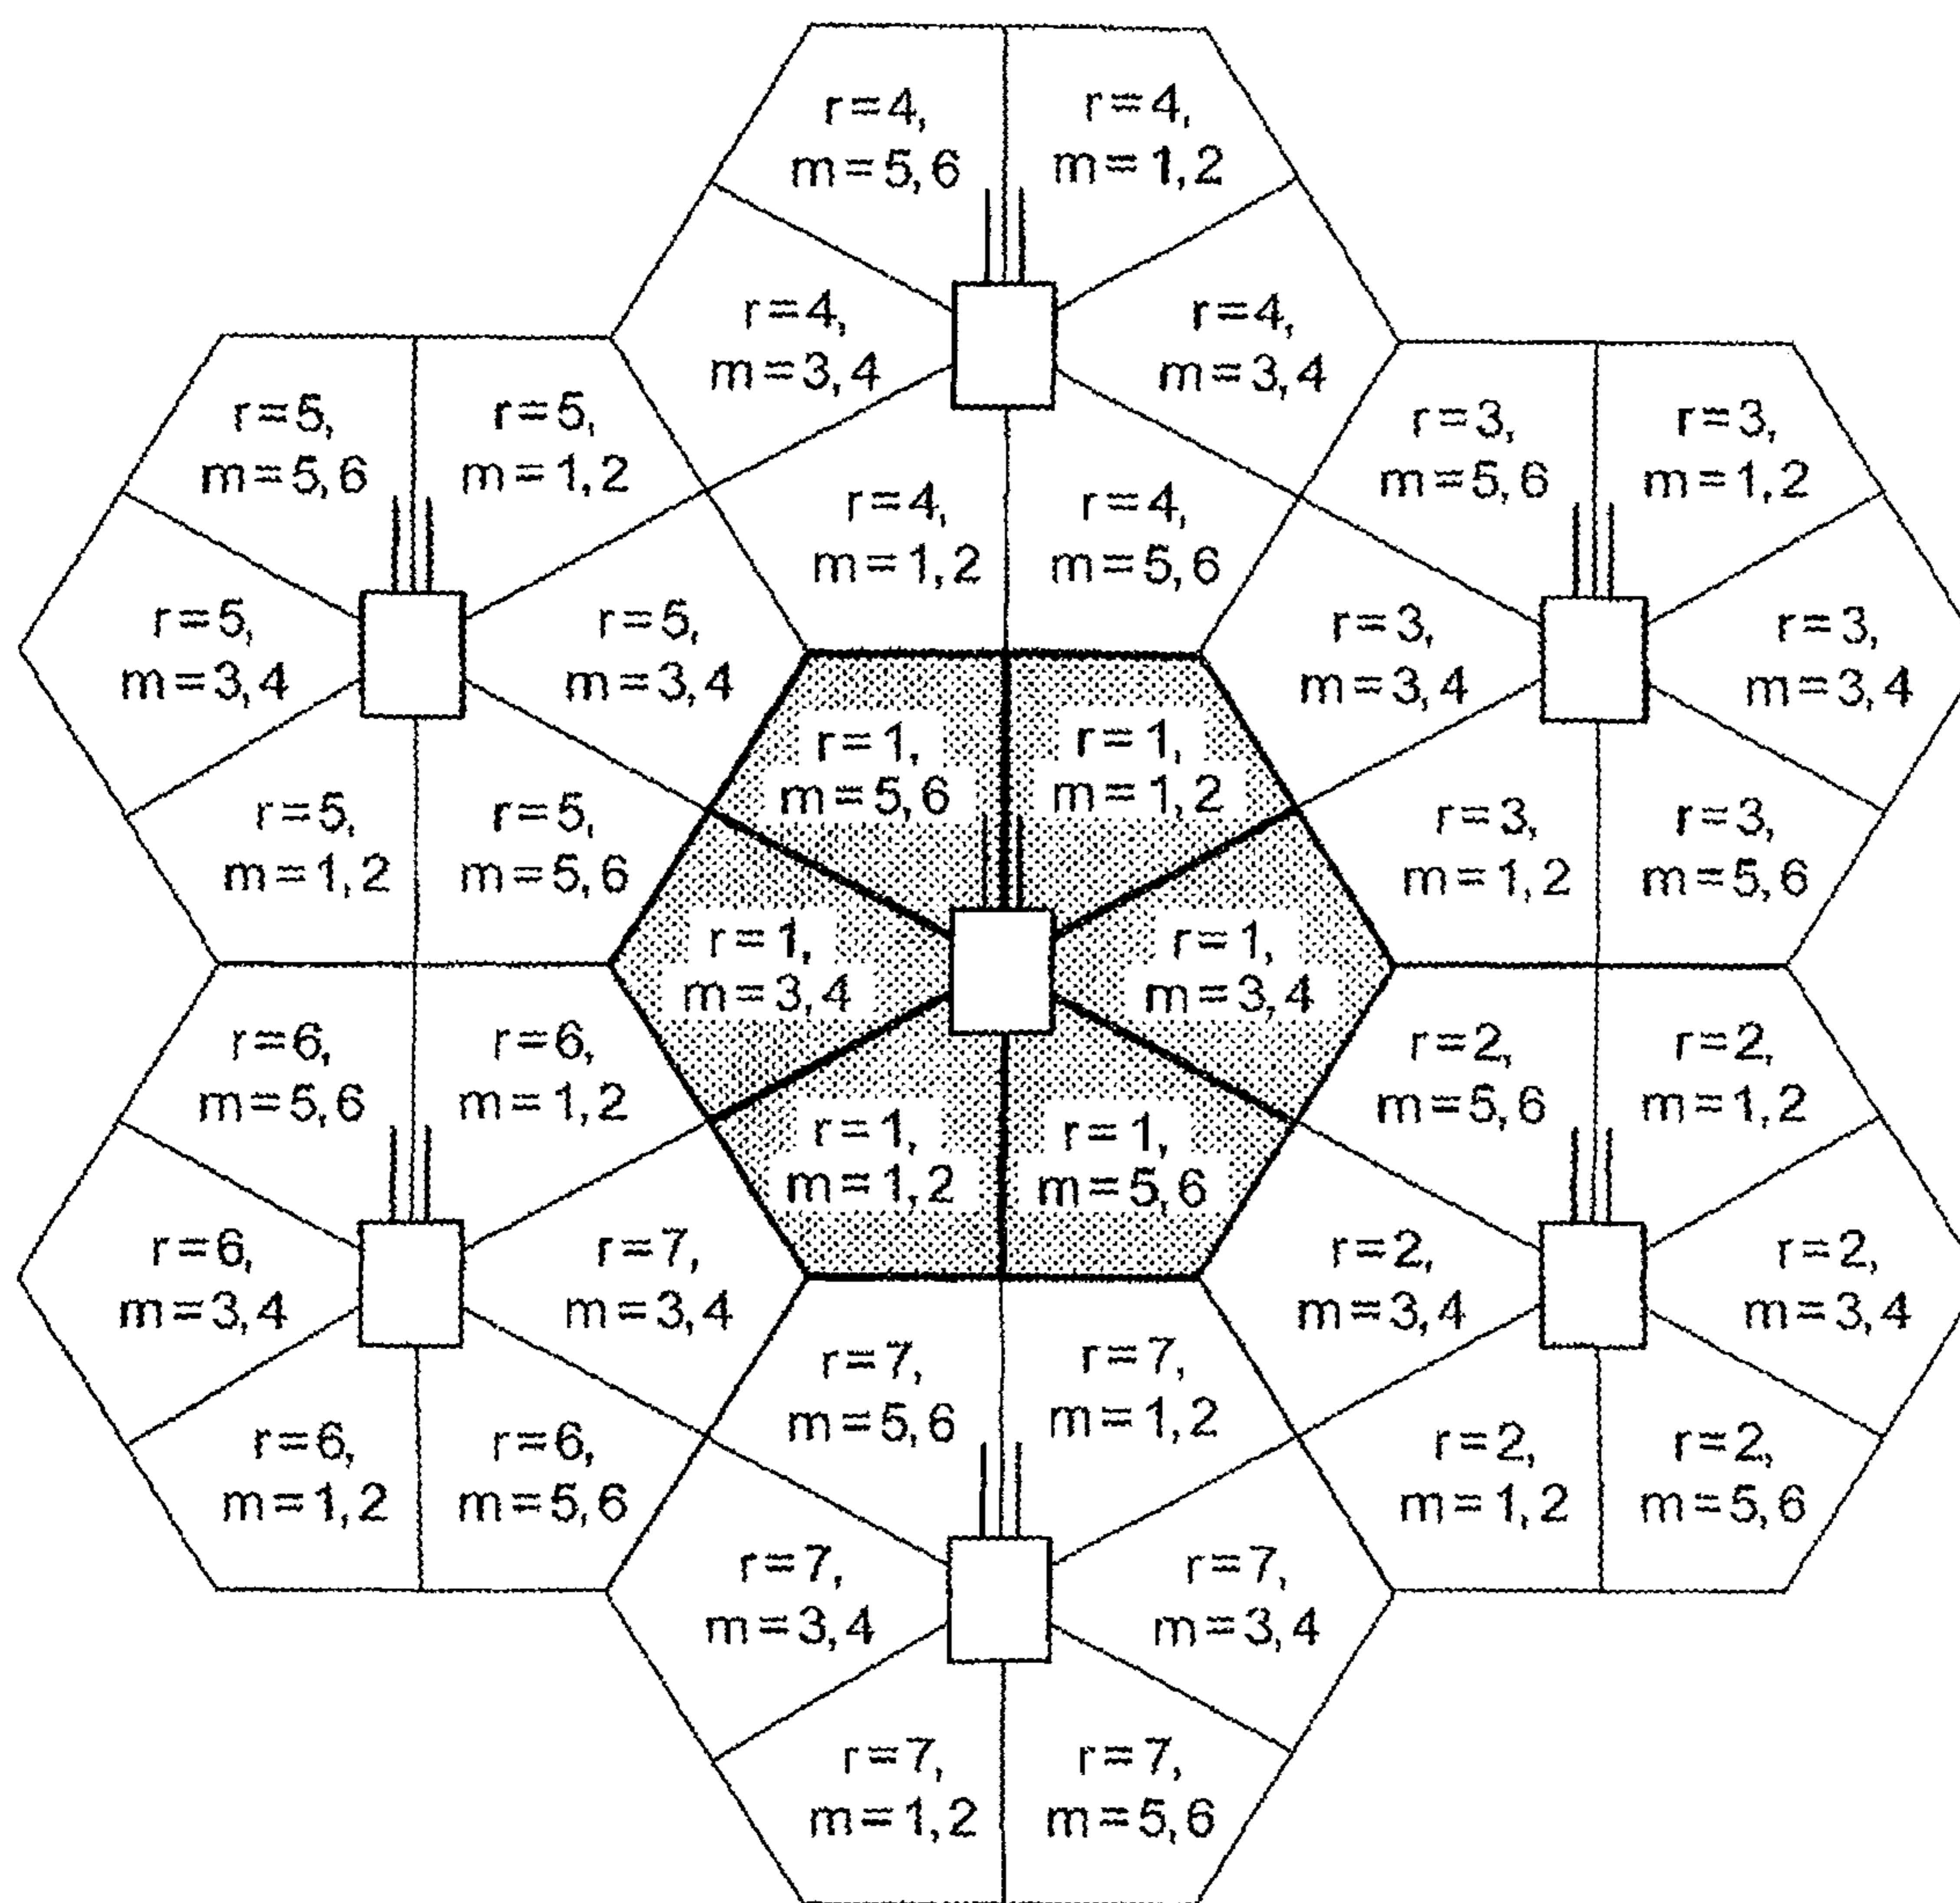 r=4,
m=5,6
r=4,
m=1,2
r=4,
m=3,4
r=4,
m=3,4
r=4,
m=1,2
r=4,
m=5,6
r=5,
m=5,6
r=5,
m=1,2
r=5,
m=3,4
r=5,
m=3,4
r=5,
m=1,2
r=5,
m=5,6
r=3,
m=5,6
r=3,
m=1,2
r=3,
m=3,4
r=3,
m=3,4
r=3,
m=1,2
r=3,
m=5,6
r=1,
m=5,6
r=1,
m=1,2
r=1,
m=3,4
r=1,
m=3,4
r=1,
m=1,2
r=1,
m=5,6
r=6,
m=5,6
r=6,
m=1,2
r=6,
m=3,4
r=7,
m=3,4
r=6,
m=1,2
r=6,
m=5,6
r=2,
m=5,6
r=2,
m=1,2
r=2,
m=3,4
r=2,
m=3,4
r=2,
m=1,2
r=2,
m=5,6
r=7,
m=5,6
r=7,
m=1,2
r=7,
m=3,4
r=7,
m=3,4
r=7,
m=1,2
r=7,
m=5,6